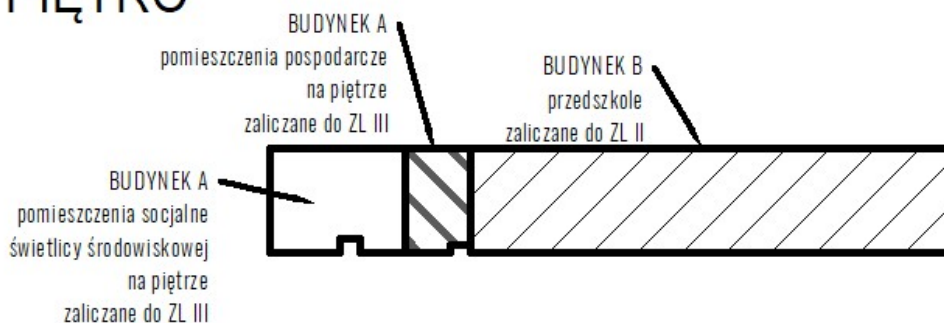 PIĘTRO
BUDYNEK A
pomieszczenia pospodarcze
na piętrze
zaliczane do ZL III
BUDYNEK B
przedszkole
zaliczane do ZL II
BUDYNEK A
pomieszczenia socjalne
świetlicy środowiskowej
na piętrze
zaliczane do ZL III